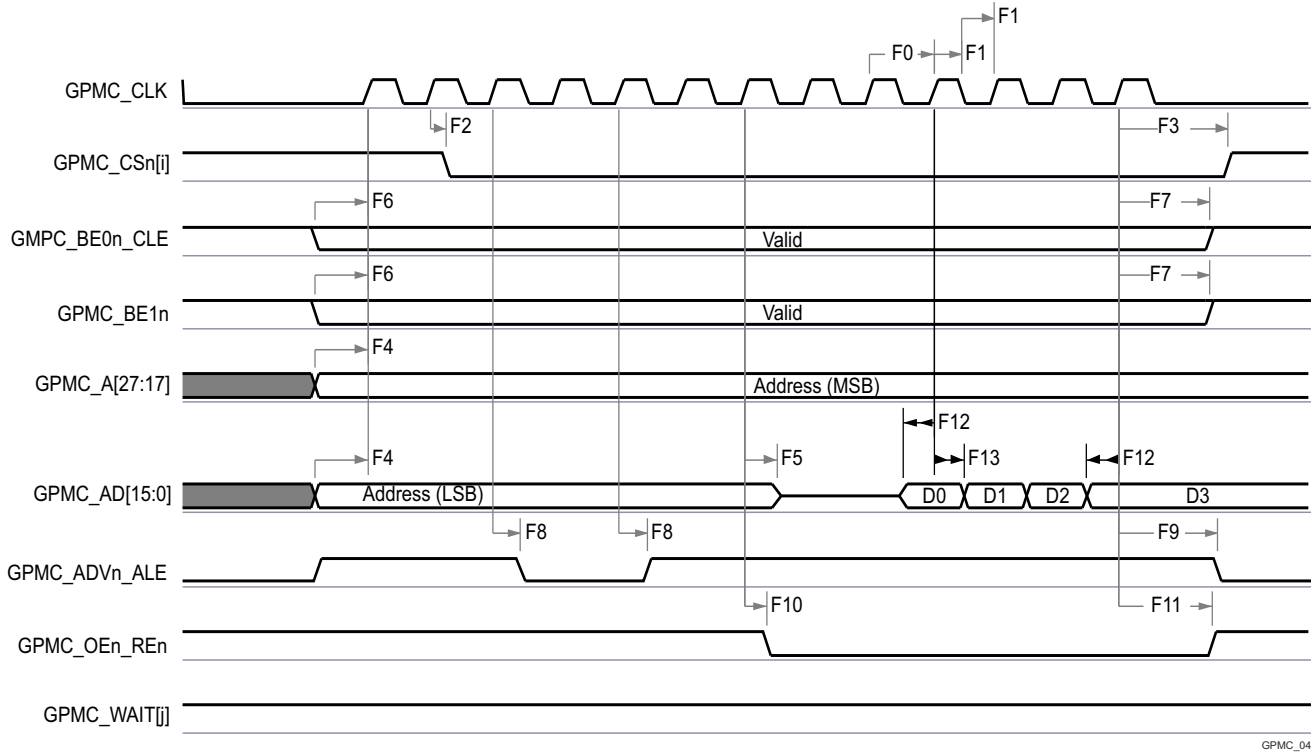 F1
F0 F1
GPMC_CLK
F2 F3
GPMC_CSn[i]
F6 F7
GMPC_BE0n_CLE Valid
F6 F7
GPMC_BE1n Valid
F4
GPMC_A[27:17] Address (MSB)
F12
F4 F5 F13 F12
GPMC_AD[15:0] Address (LSB) D0 D1 D2 D3
F8 F8 F9
GPMC_ADVn_ALE
F10 F11
GPMC_OEn_REn
GPMC_WAIT[j]
GPMC_04